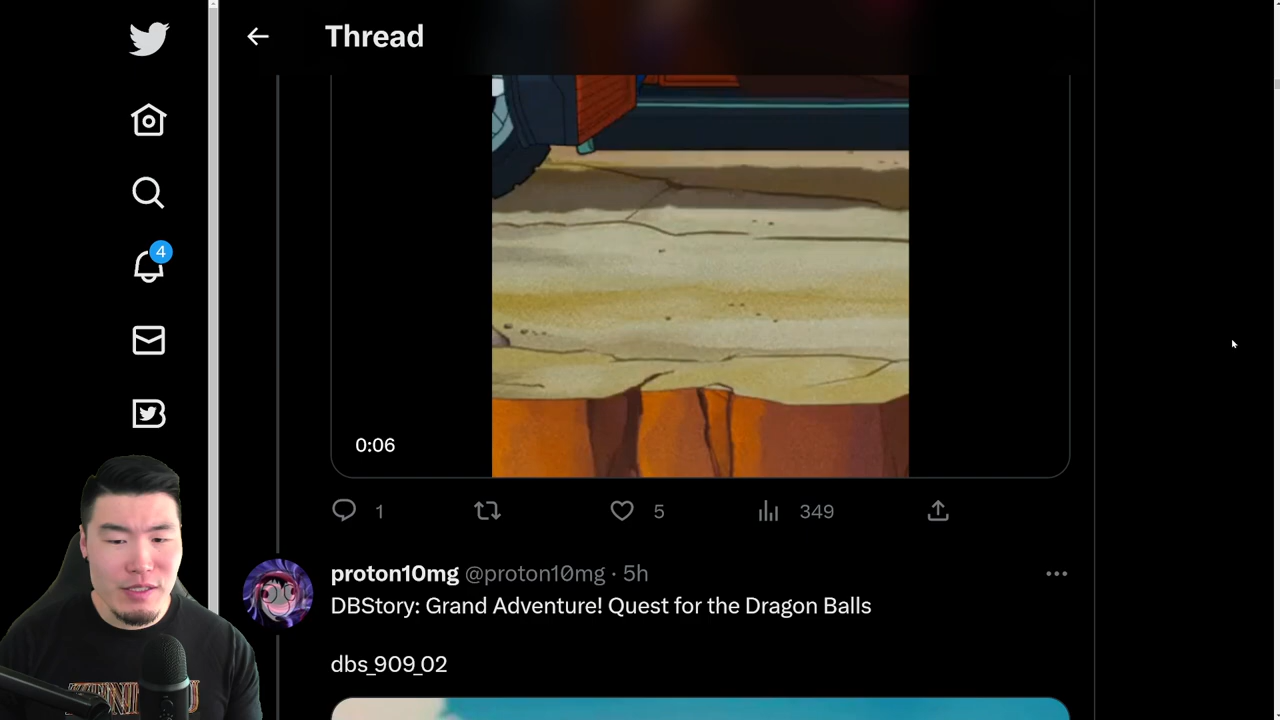 Thread
4
0:06
1
5
349
proton10mg @proton10mg · 5h
DBStory: Grand Adventure! Quest for the Dragon Balls
dbs_909_02